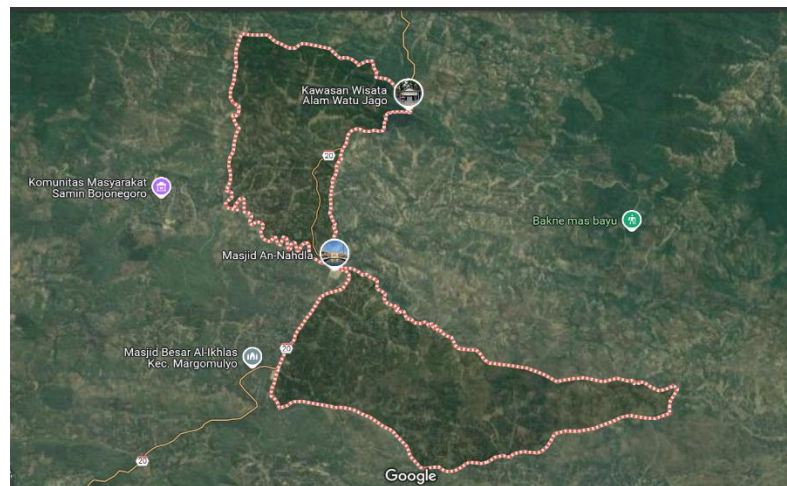 Kawasan Wisata
Alam Watu Jago
20
Komunitas Masyarakat
Samin Bojonegoro
Bakne mas bayu
Masjid An-Nahdla
20
Masjid Besar Al-Ikhlas
Kec. Margomulyo
20
Google